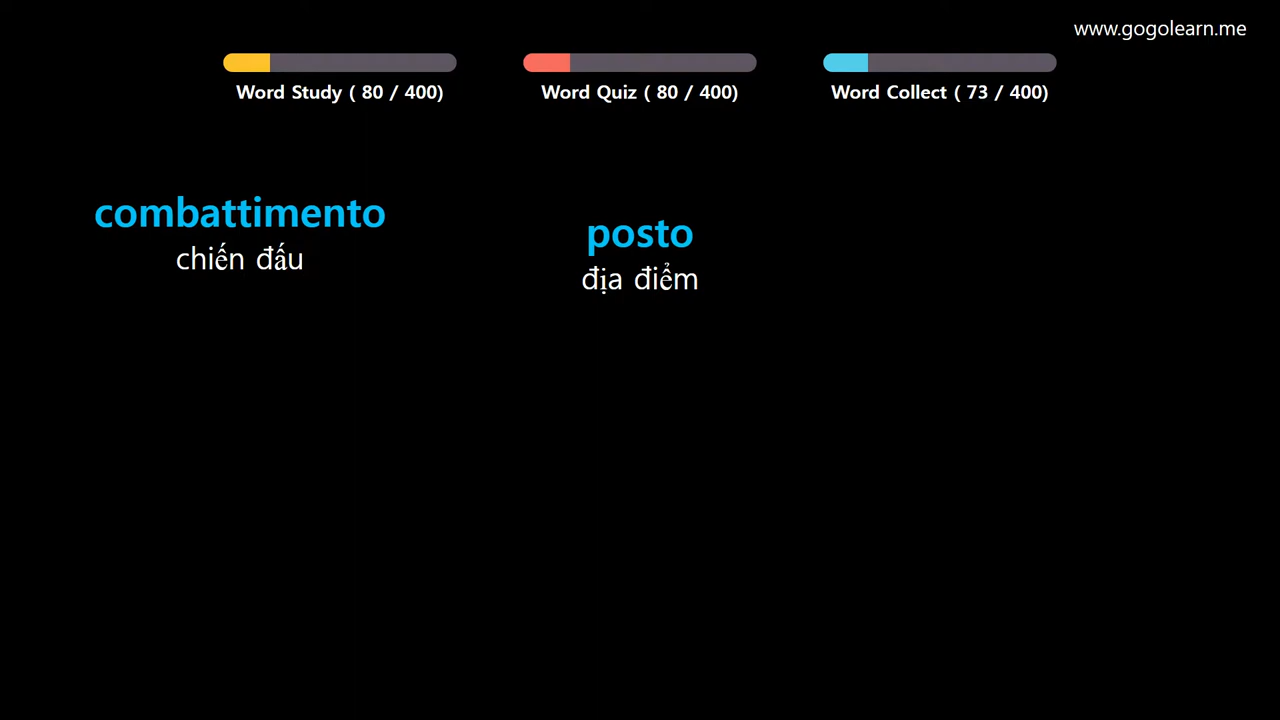 www.gogolearn.me
Word Study ( 80 / 400)
Word Quiz ( 80 / 400)
Word Collect ( 73 / 400)
combattimento
chiến đấu
posto
địa điểm